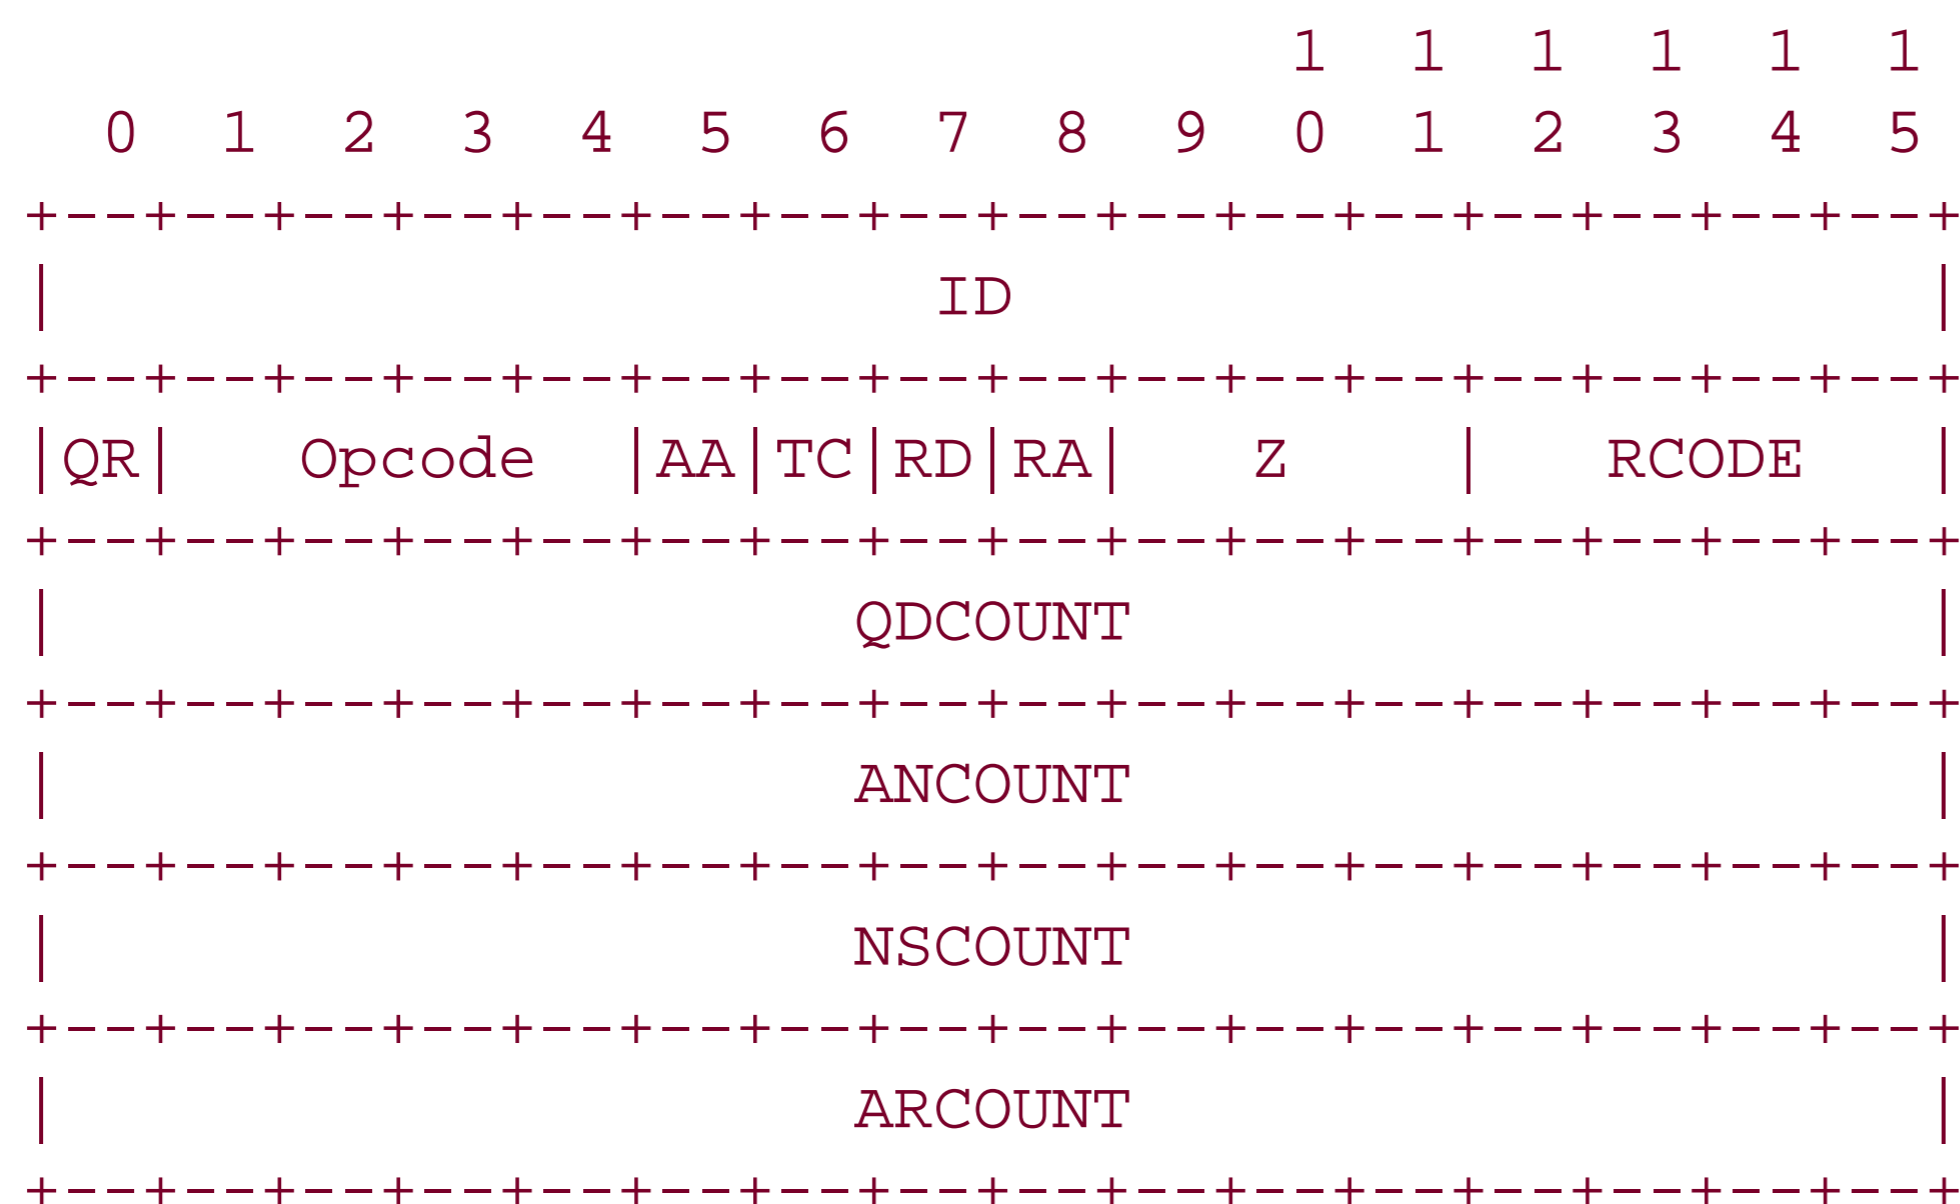 1  1  1  1  1  1
  0  1  2  3  4  5  6  7  8  9  0  1  2  3  4  5
+--+--+--+--+--+--+--+--+--+--+--+--+--+--+--+--+
|                      ID                       |
+--+--+--+--+--+--+--+--+--+--+--+--+--+--+--+--+
|QR|   Opcode  |AA|TC|RD|RA|   Z    |   RCODE   |
+--+--+--+--+--+--+--+--+--+--+--+--+--+--+--+--+
|                    QDCOUNT                    |
+--+--+--+--+--+--+--+--+--+--+--+--+--+--+--+--+
|                    ANCOUNT                    |
+--+--+--+--+--+--+--+--+--+--+--+--+--+--+--+--+
|                    NSCOUNT                    |
+--+--+--+--+--+--+--+--+--+--+--+--+--+--+--+--+
|                    ARCOUNT                    |
+--+--+--+--+--+--+--+--+--+--+--+--+--+--+--+--+